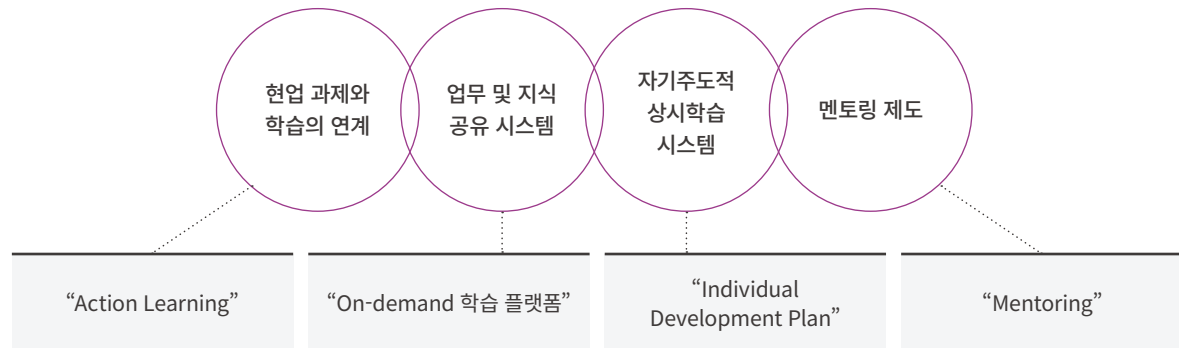 현업 과제와
학습의 연계
업무 및 지식
공유 시스템
자기주도적
상시학습
시스템
멘토링 제도
“Action Learning”
“On-demand 학습 플랫폼”
“Individual
Development Plan”
“Mentoring”